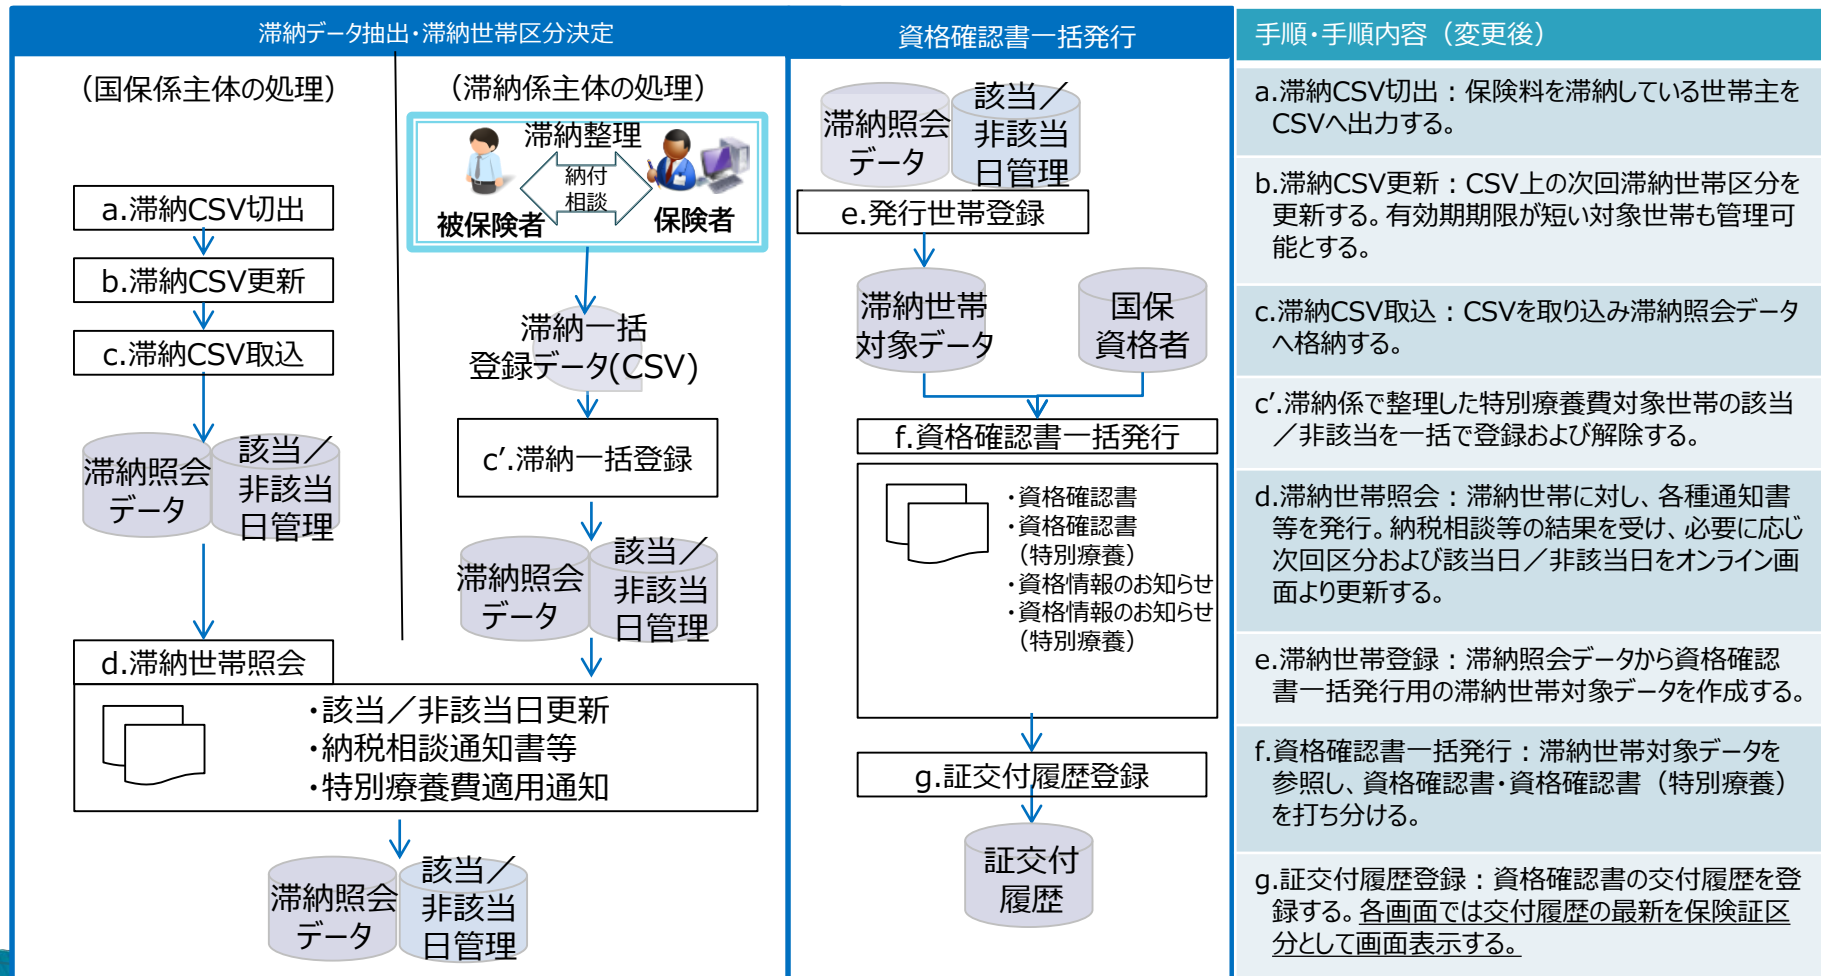 滞納データ抽出・滞納世帯区分決定
（国保係主体の処理）
a.滞納CSV切出
b.滞納CSV更新
c.滞納CSV取込
滞納照会
データ
該当／
非該当
日管理
（滞納係主体の処理）
滞納整理
納付
相談
被保険者
保険者
滞納一括
登録データ(CSV)
c’.滞納一括登録
滞納照会
データ
該当／
非該当
日管理
d.滞納世帯照会
・該当／非該当日更新
・納税相談通知書等
・特別療養費適用通知
滞納照会
データ
該当／
非該当
日管理
資格確認書一括発行
滞納照会
データ
該当／
非該当
日管理
e.発行世帯登録
滞納世帯
対象データ
国保
資格者
f.資格確認書一括発行
・資格確認書
・資格確認書
（特別療養）
・資格情報のお知らせ
・資格情報のお知らせ
（特別療養）
g.証交付履歴登録
証交付
履歴
手順・手順内容（変更後）
a.滞納CSV切出：保険料を滞納している世帯主を
CSVへ出力する。
b.滞納CSV更新：CSV上の次回滞納世帯区分を
更新する。有効期期限が短い対象世帯も管理可
能とする。
c.滞納CSV取込：CSVを取り込み滞納照会データ
へ格納する。
c’.滞納係で整理した特別療養費対象世帯の該当
／非該当を一括で登録および解除する。
d.滞納世帯照会：滞納世帯に対し、各種通知書
等を発行。納税相談等の結果を受け、必要に応じ
次回区分および該当日／非該当日をオンライン画
面より更新する。
e.滞納世帯登録：滞納照会データから資格確認
書一括発行用の滞納世帯対象データを作成する。
f.資格確認書一括発行：滞納世帯対象データを
参照し、資格確認書・資格確認書（特別療養）
を打ち分ける。
g.証交付履歴登録：資格確認書の交付履歴を登
録する。各画面では交付履歴の最新を保険証区
分として画面表示する。